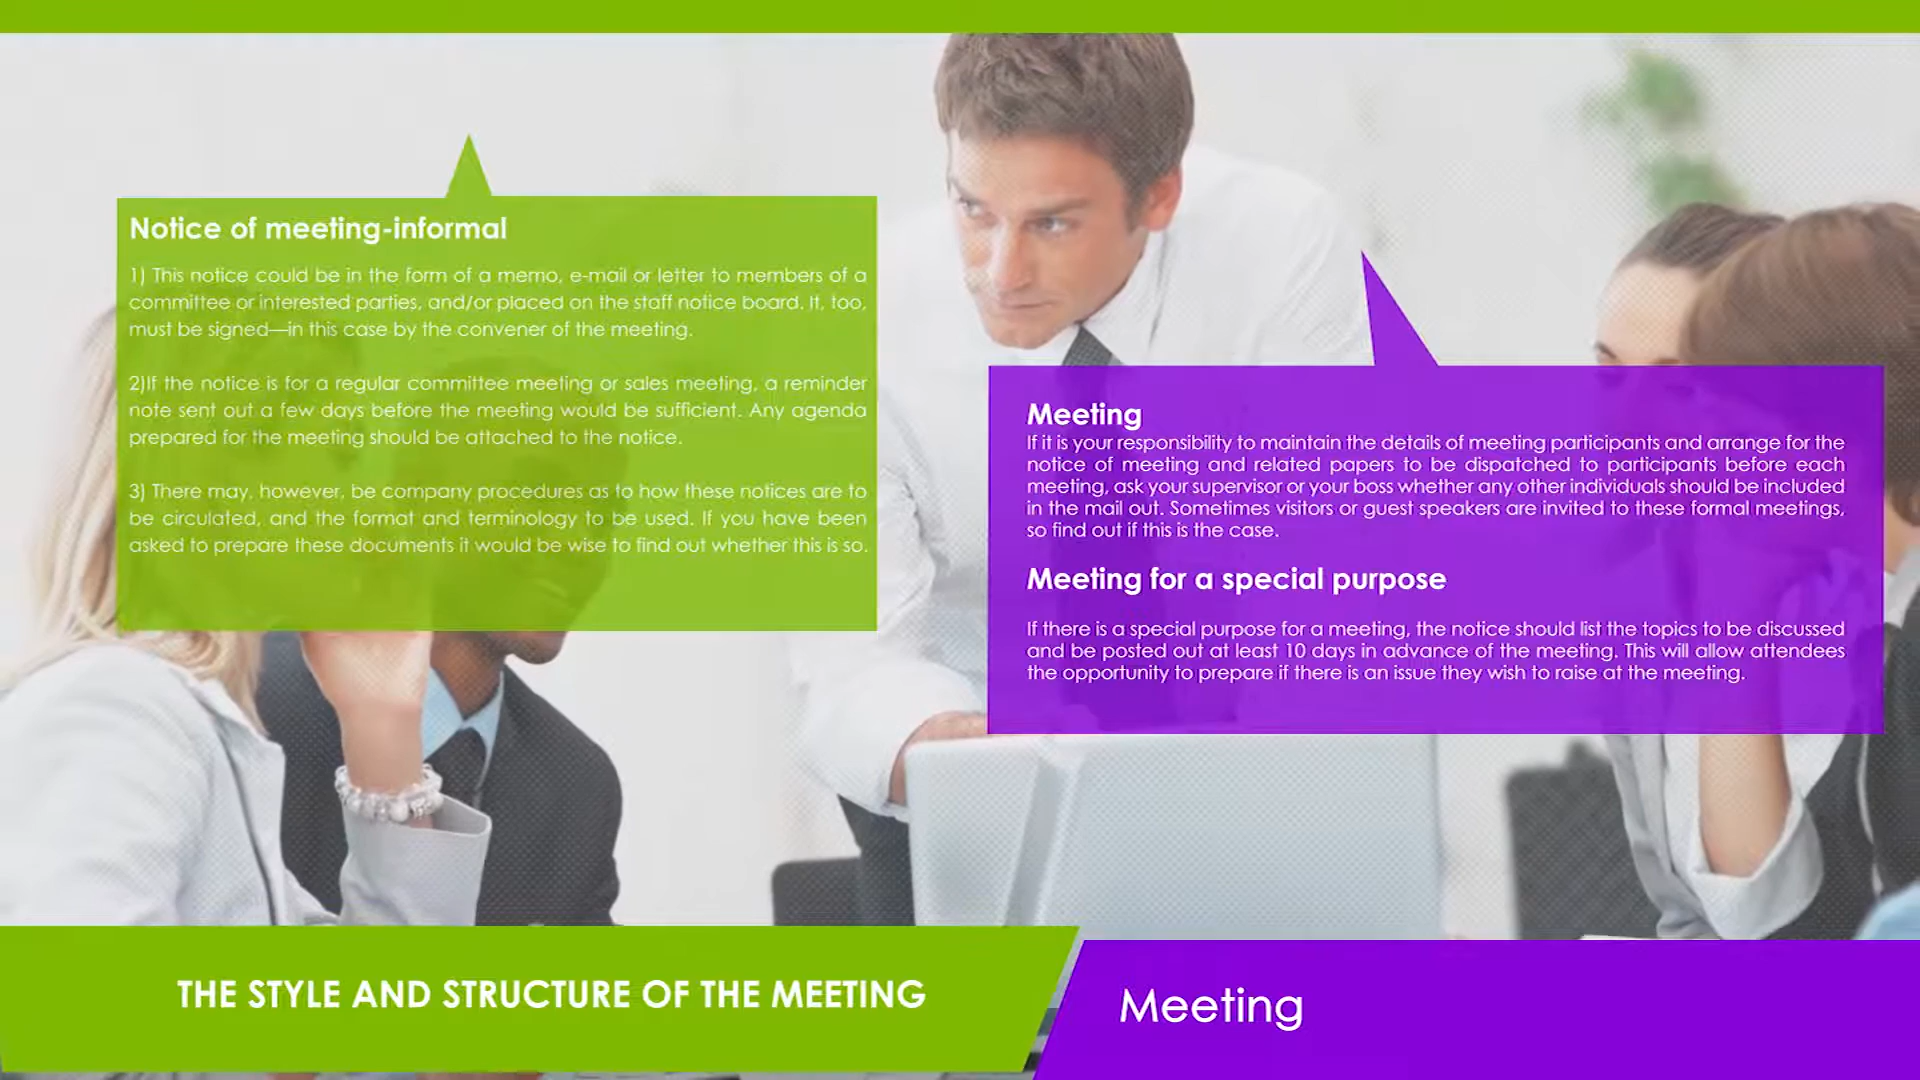 Notice of meeting-informal
1) This notice could be in the form of a memo, e-mail or letter to members of a
committee or interested parties, and/or placed on the staff notice board. It, too,
must be signed—in this case by the convener of the meeting.
2)If the notice is for a regular committee meeting or sales meeting, a reminder
note sent out a few days before the meeting would be sufficient. Any agenda
prepared for the meeting should be attached to the notice.
3) There may, however, be company procedures as to how these notices are to
be circulated, and the format and terminology to be used. If you have been
asked to prepare these documents it would be wise to find out whether this is so.
Meeting
If it is your responsibility to maintain the details of meeting participants and arrange for the
notice of meeting and related papers to be dispatched to participants before each
meeting, ask your supervisor or your boss whether any other individuals should be included
in the mail out. Sometimes visitors or guest speakers are invited to these formal meetings,
so find out if this is the case.
Meeting for a special purpose
If there is a special purpose for a meeting, the notice should list the topics to be discussed
and be posted out at least 10 days in advance of the meeting. This will allow attendees
the opportunity to prepare if there is an issue they wish to raise at the meeting.
THE STYLE AND STRUCTURE OF THE MEETING
Meeting